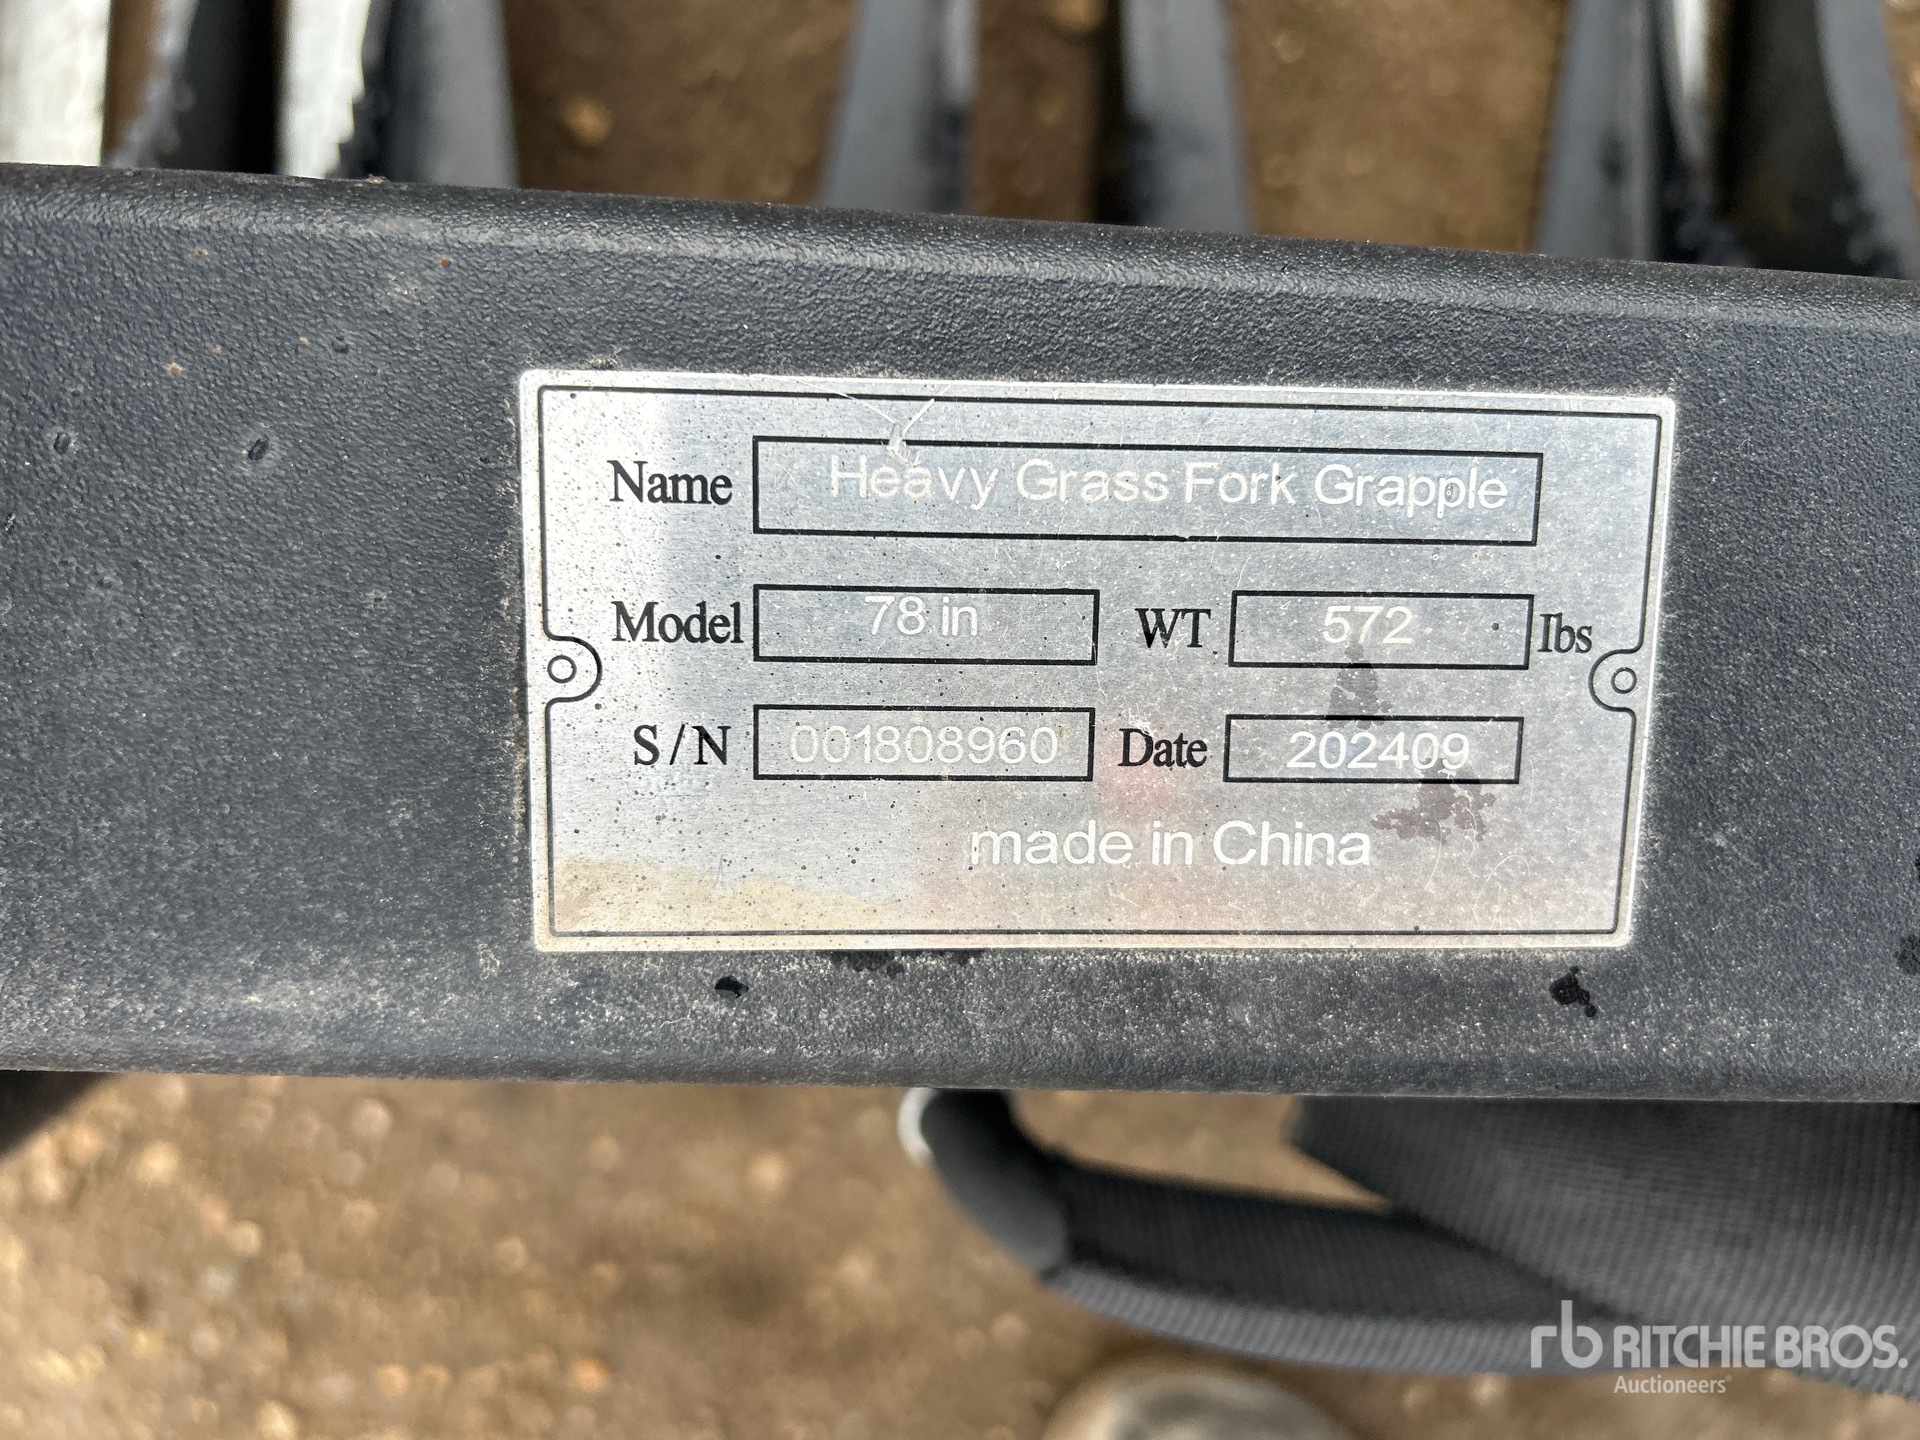 Name Heavy Grass Fork Grapple
Model 78 in WT 572 lbs
S/N 001808960 Date 202409
made in China
rb RITCHIE BROS.
Auctioneers